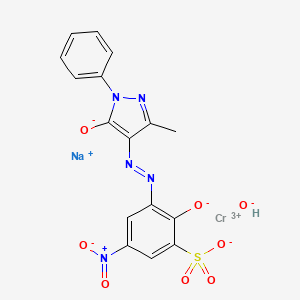 N N
O -
Na +
N
N
O - O -
Cr 3+ H
N + S O -
O - O O O